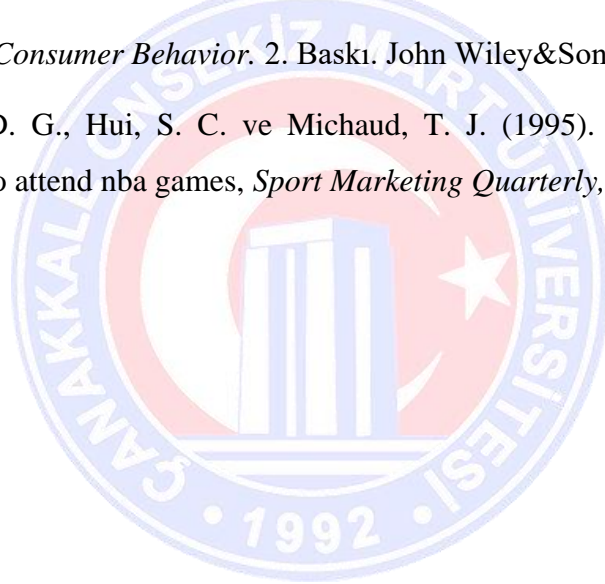 Consumer Behavior. 2. Baskı. John Wiley&Son
. G., Hui, S. C. ve Michaud, T. J. (1995).
o attend nba games, Sport Marketing Quarterly,
ÇANAKKALE ONSEKİZ MART ÜNİVERSİTESİ
• 1992 •